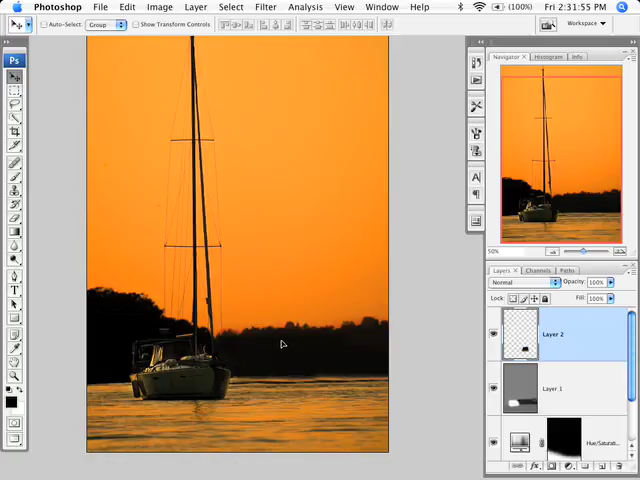 Photoshop File Edit Image Layer Select Filter Analysis View Window Help (100%) Fri 2:31:55 PM
Auto-Select: Group Show Transform Controls Workspace
Ps
Navigator Histogram Info
50%
Layers Channels Paths
Normal Opacity: 100%
Lock: Fill: 100%
Layer 2
Layer 1
Hue/Saturati...